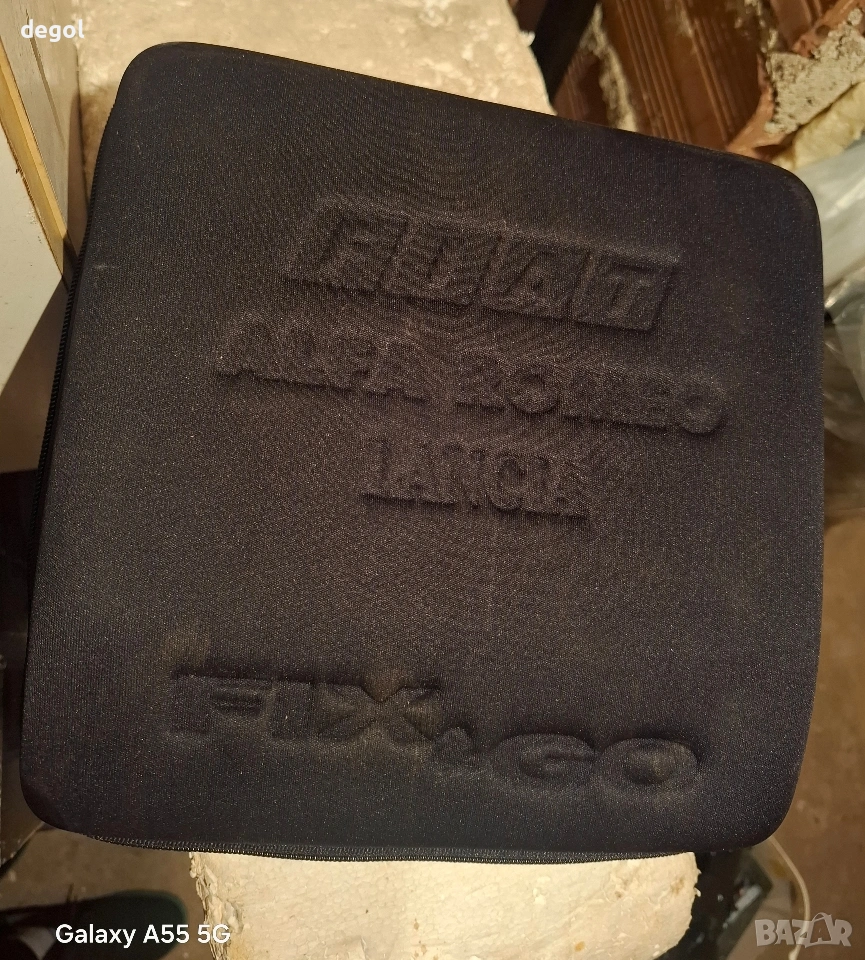 degol
FIAT
ALFA ROMEO
LANCIA
FIX&GO
Galaxy A55 5G
BAZAR